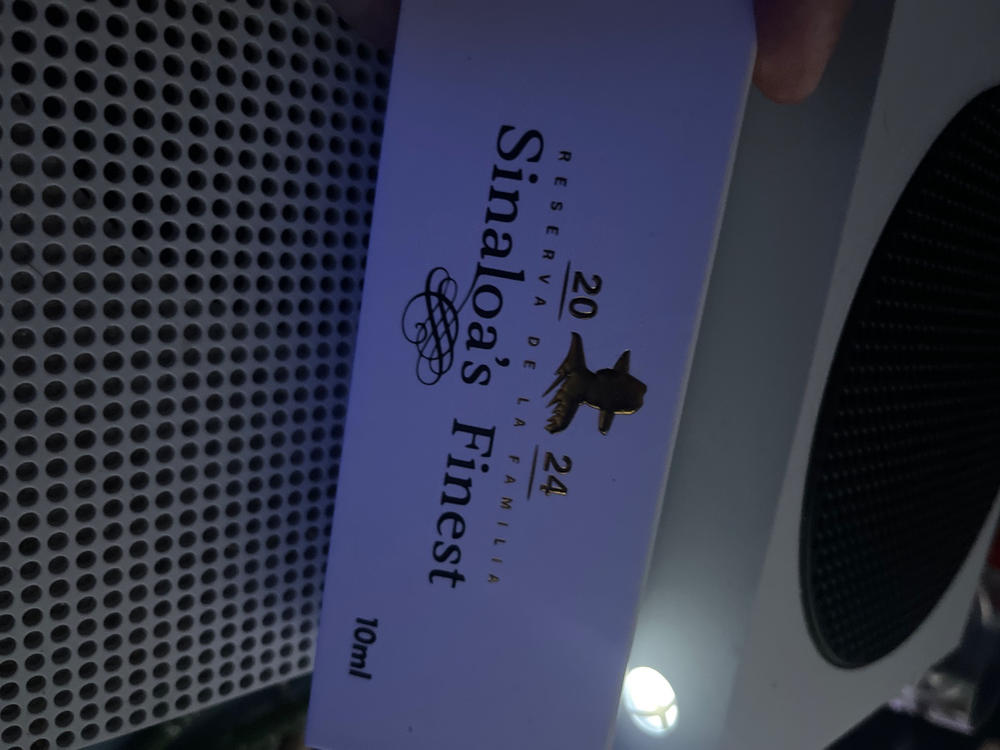 20 24
RESERVA DE LA FAMILIA
Sinaloa's Finest
10ml